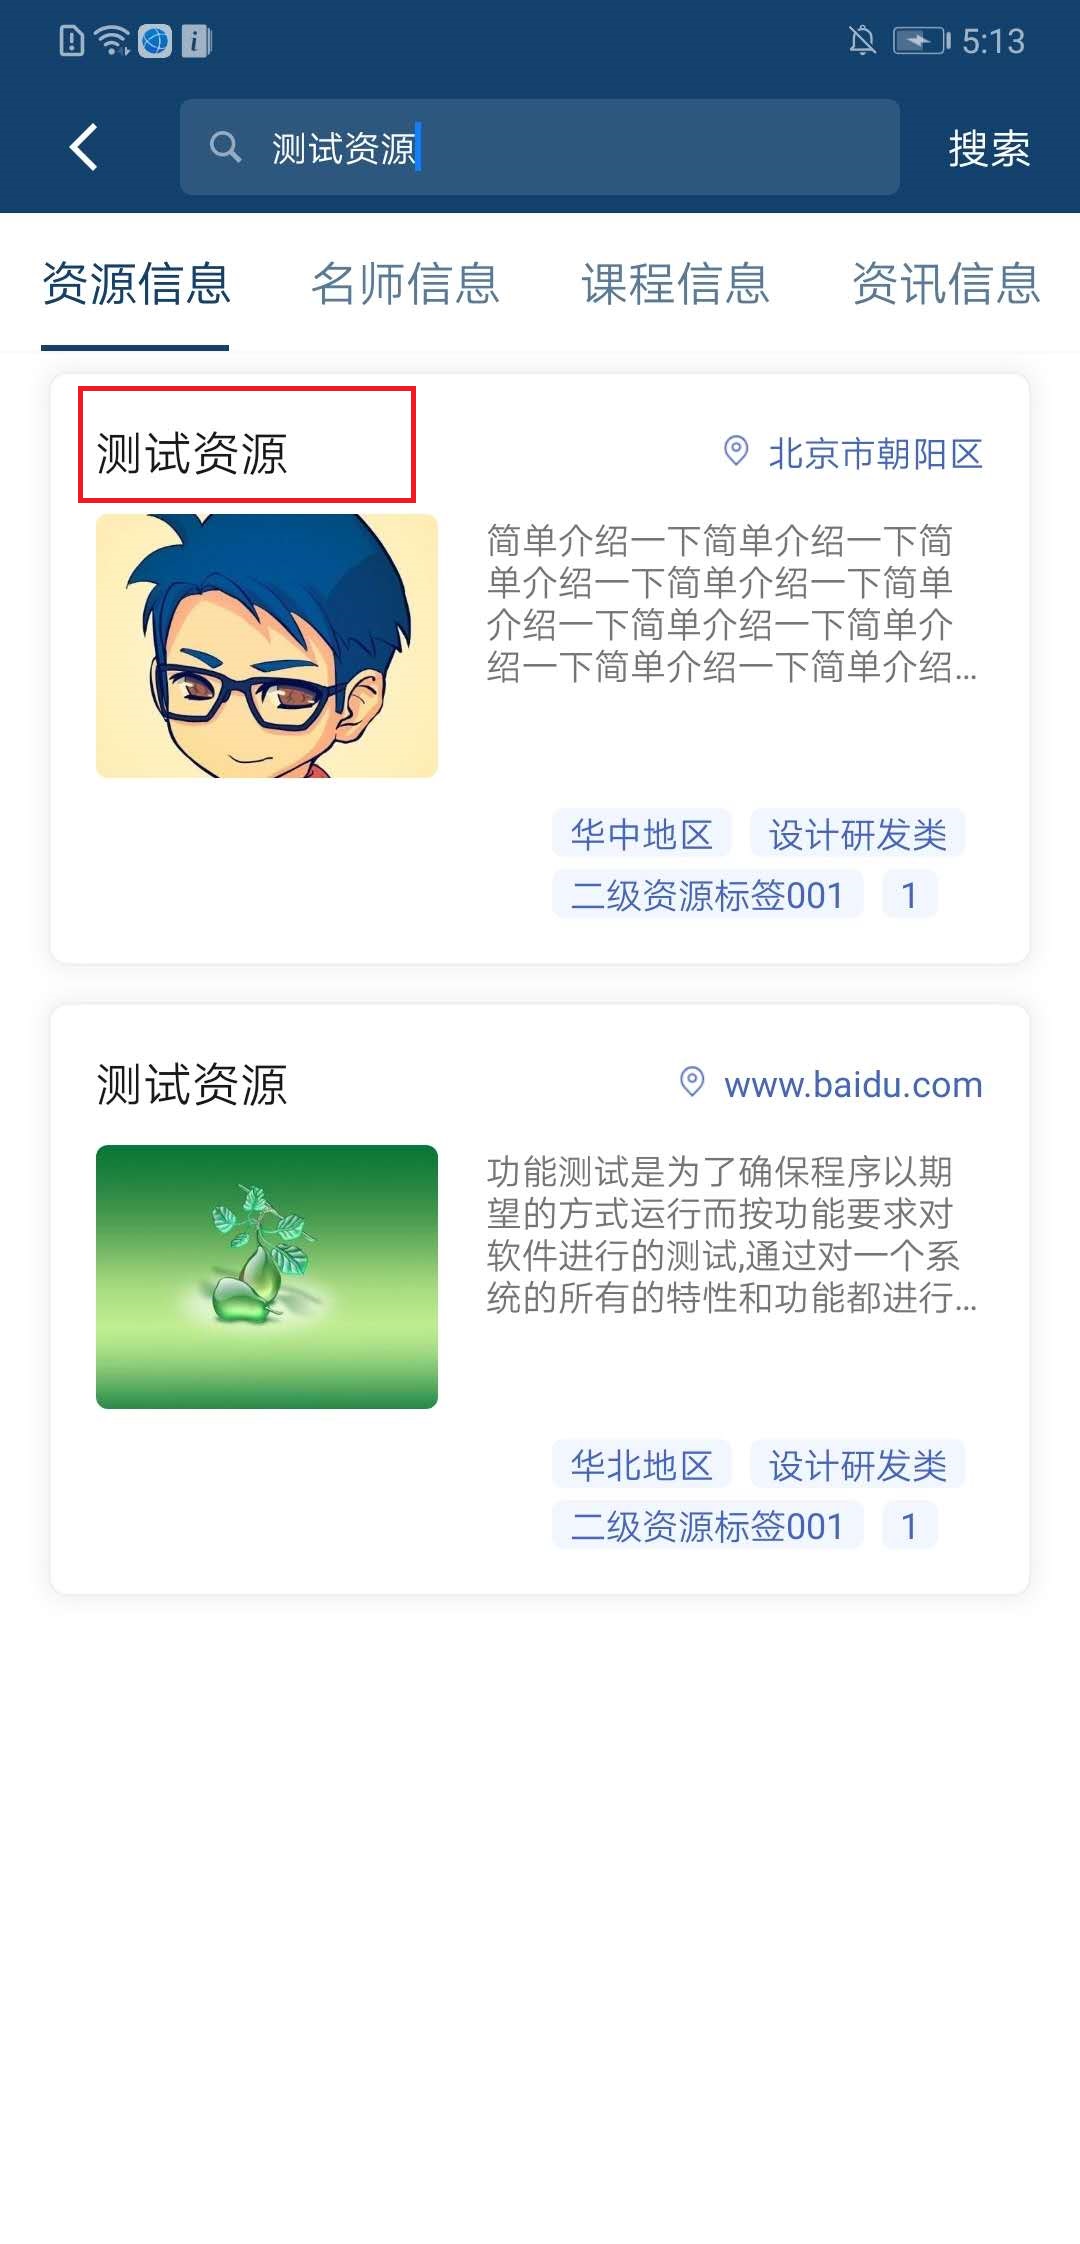 5:13
测试资源
搜索
资源信息 名师信息 课程信息 资讯信息
测试资源
北京市朝阳区
简单介绍一下简单介绍一下简
单介绍一下简单介绍一下简单
介绍一下简单介绍一下简单介
绍一下简单介绍一下简单介绍...
华中地区 设计研发类
二级资源标签001 1
测试资源
www.baidu.com
功能测试是为了确保程序以期
望的方式运行而按功能要求对
软件进行的测试,通过对一个系
统的所有的特性和功能都进行...
华北地区 设计研发类
二级资源标签001 1